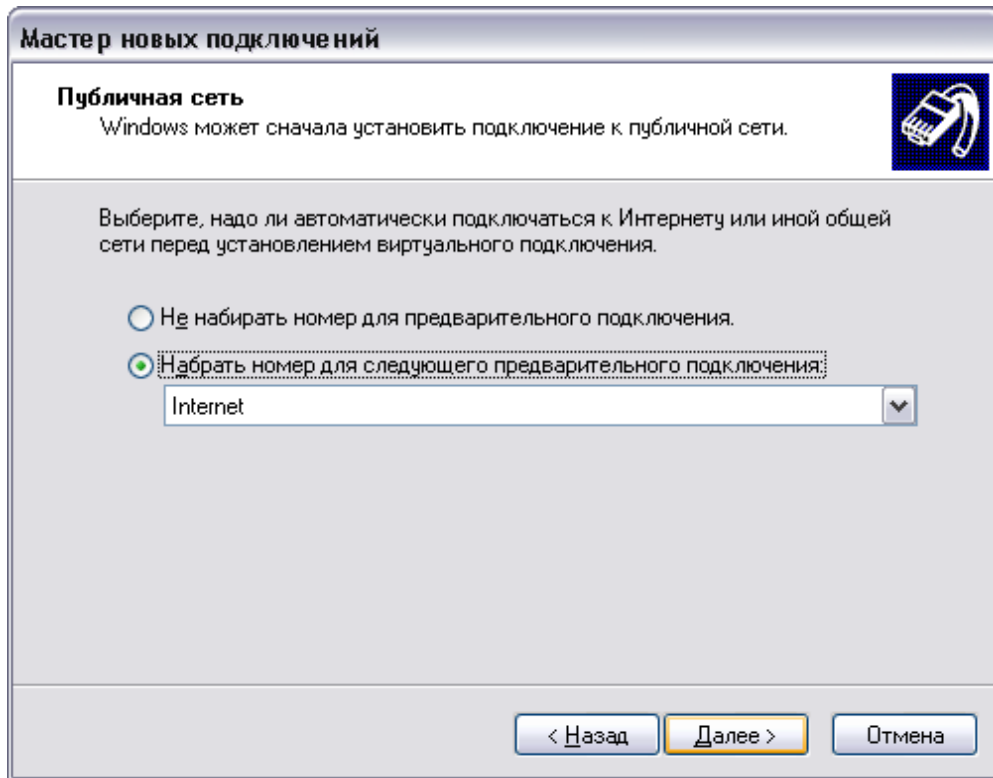 Мастер новых подключений
Публичная сеть
Windows может сначала установить подключение к публичной сети.
Выберите, надо ли автоматически подключаться к Интернету или иной общей
сети перед установлением виртуального подключения.
Не набирать номер для предварительного подключения.
Набрать номер для следующего предварительного подключения:
Internet
< Назад Далее > Отмена